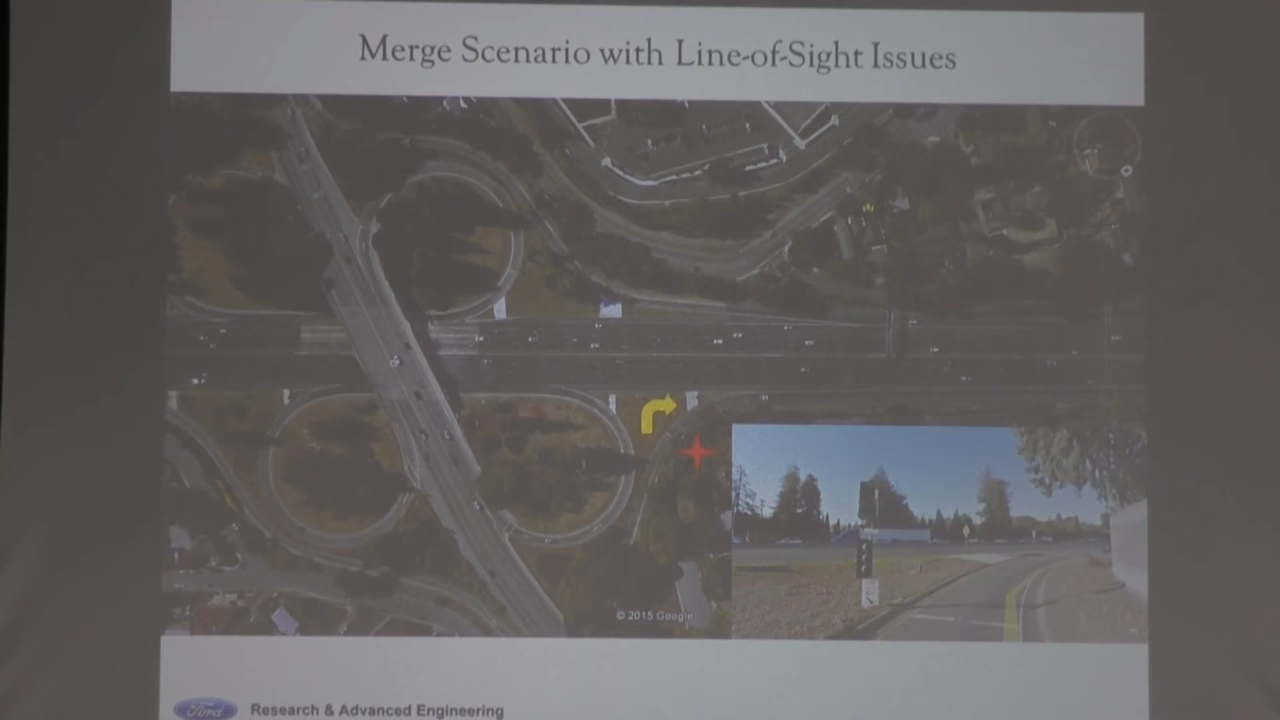 Merge Scenario with Line-of-Sight Issues
© 2015 Google
Ford
Research & Advanced Engineering